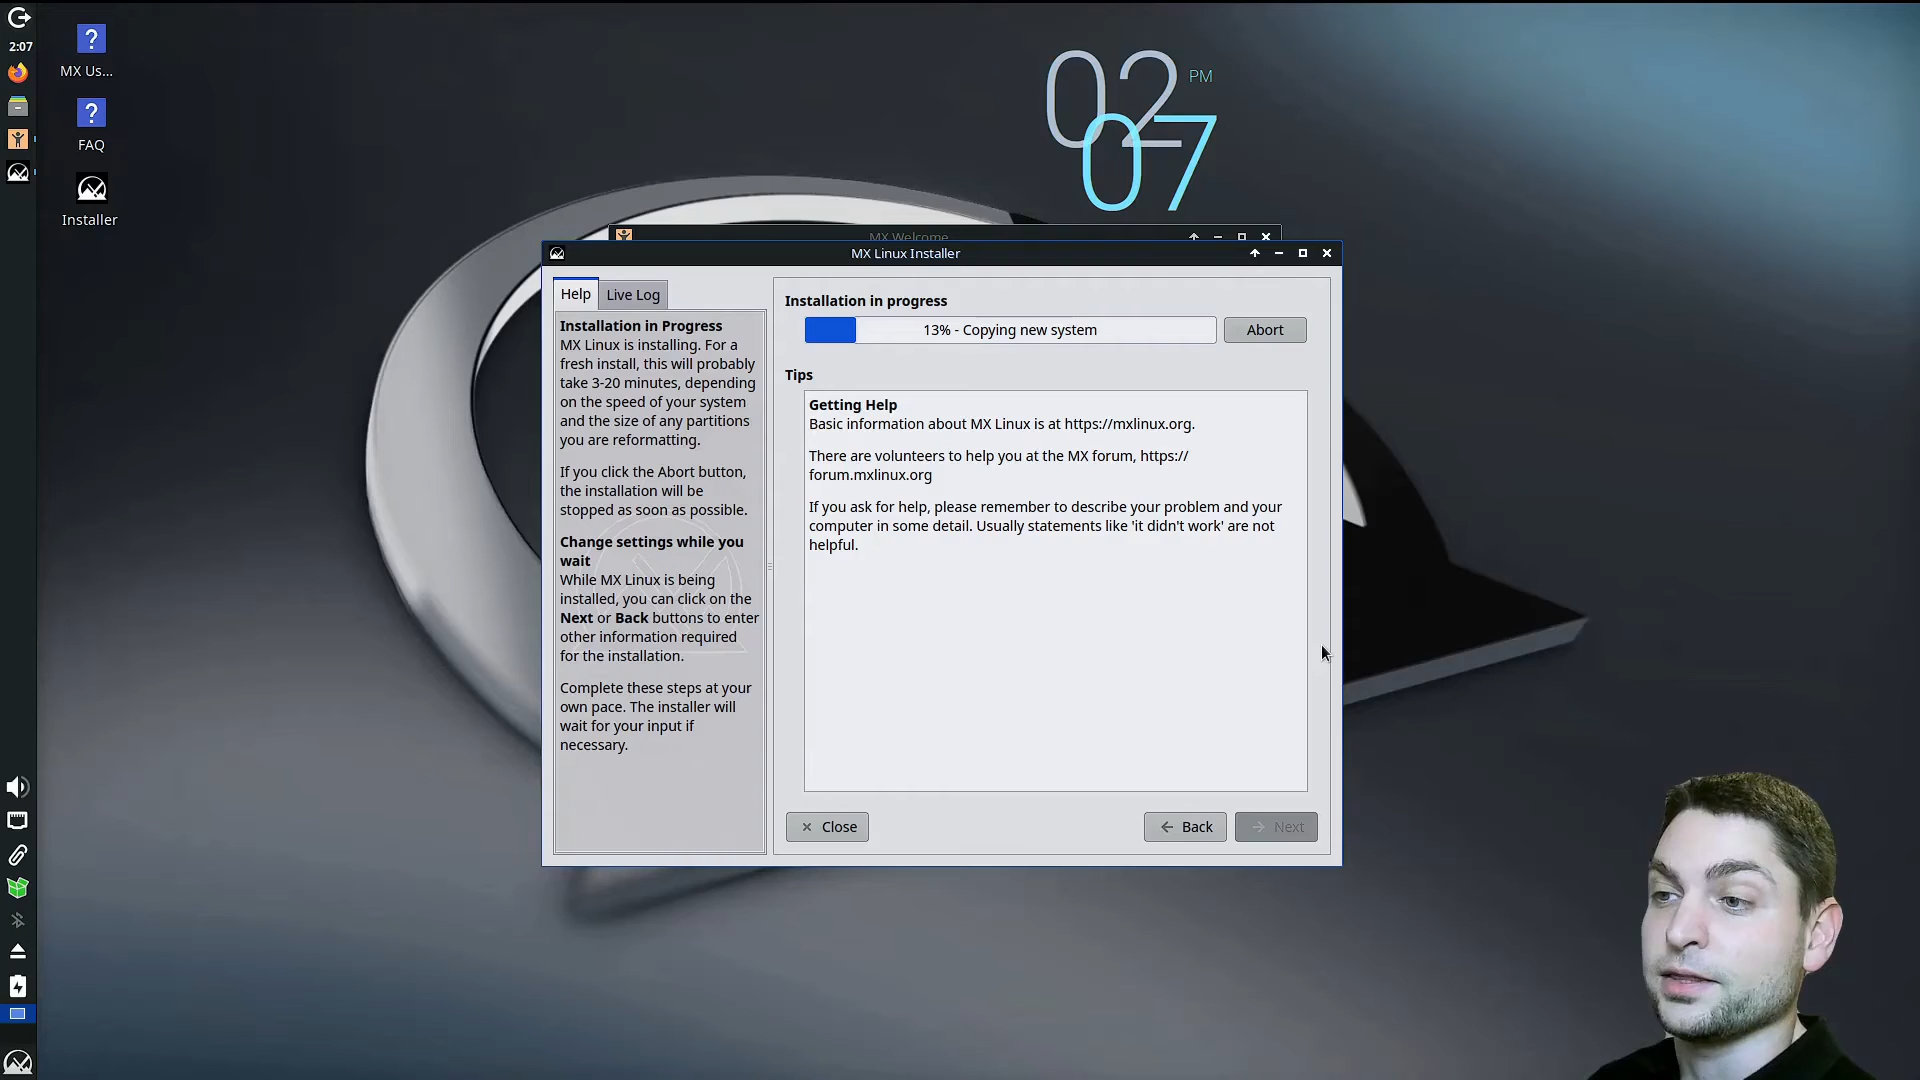 2:07
MX Us...
FAQ
Installer
02 PM
07
MX Welcome
MX Linux Installer
Help
Live Log
Installation in Progress
MX Linux is installing. For a
fresh install, this will probably
take 3-20 minutes, depending
on the speed of your system
and the size of any partitions
you are reformatting.
If you click the Abort button,
the installation will be
stopped as soon as possible.
Change settings while you
wait
While MX Linux is being
installed, you can click on the
Next or Back buttons to enter
other information required
for the installation.
Complete these steps at your
own pace. The installer will
wait for your input if
necessary.
Installation in progress
13% - Copying new system
Abort
Tips
Getting Help
Basic information about MX Linux is at https://mxlinux.org.
There are volunteers to help you at the MX forum, https://
forum.mxlinux.org
If you ask for help, please remember to describe your problem and your
computer in some detail. Usually statements like 'it didn't work' are not
helpful.
Close
Back
Next